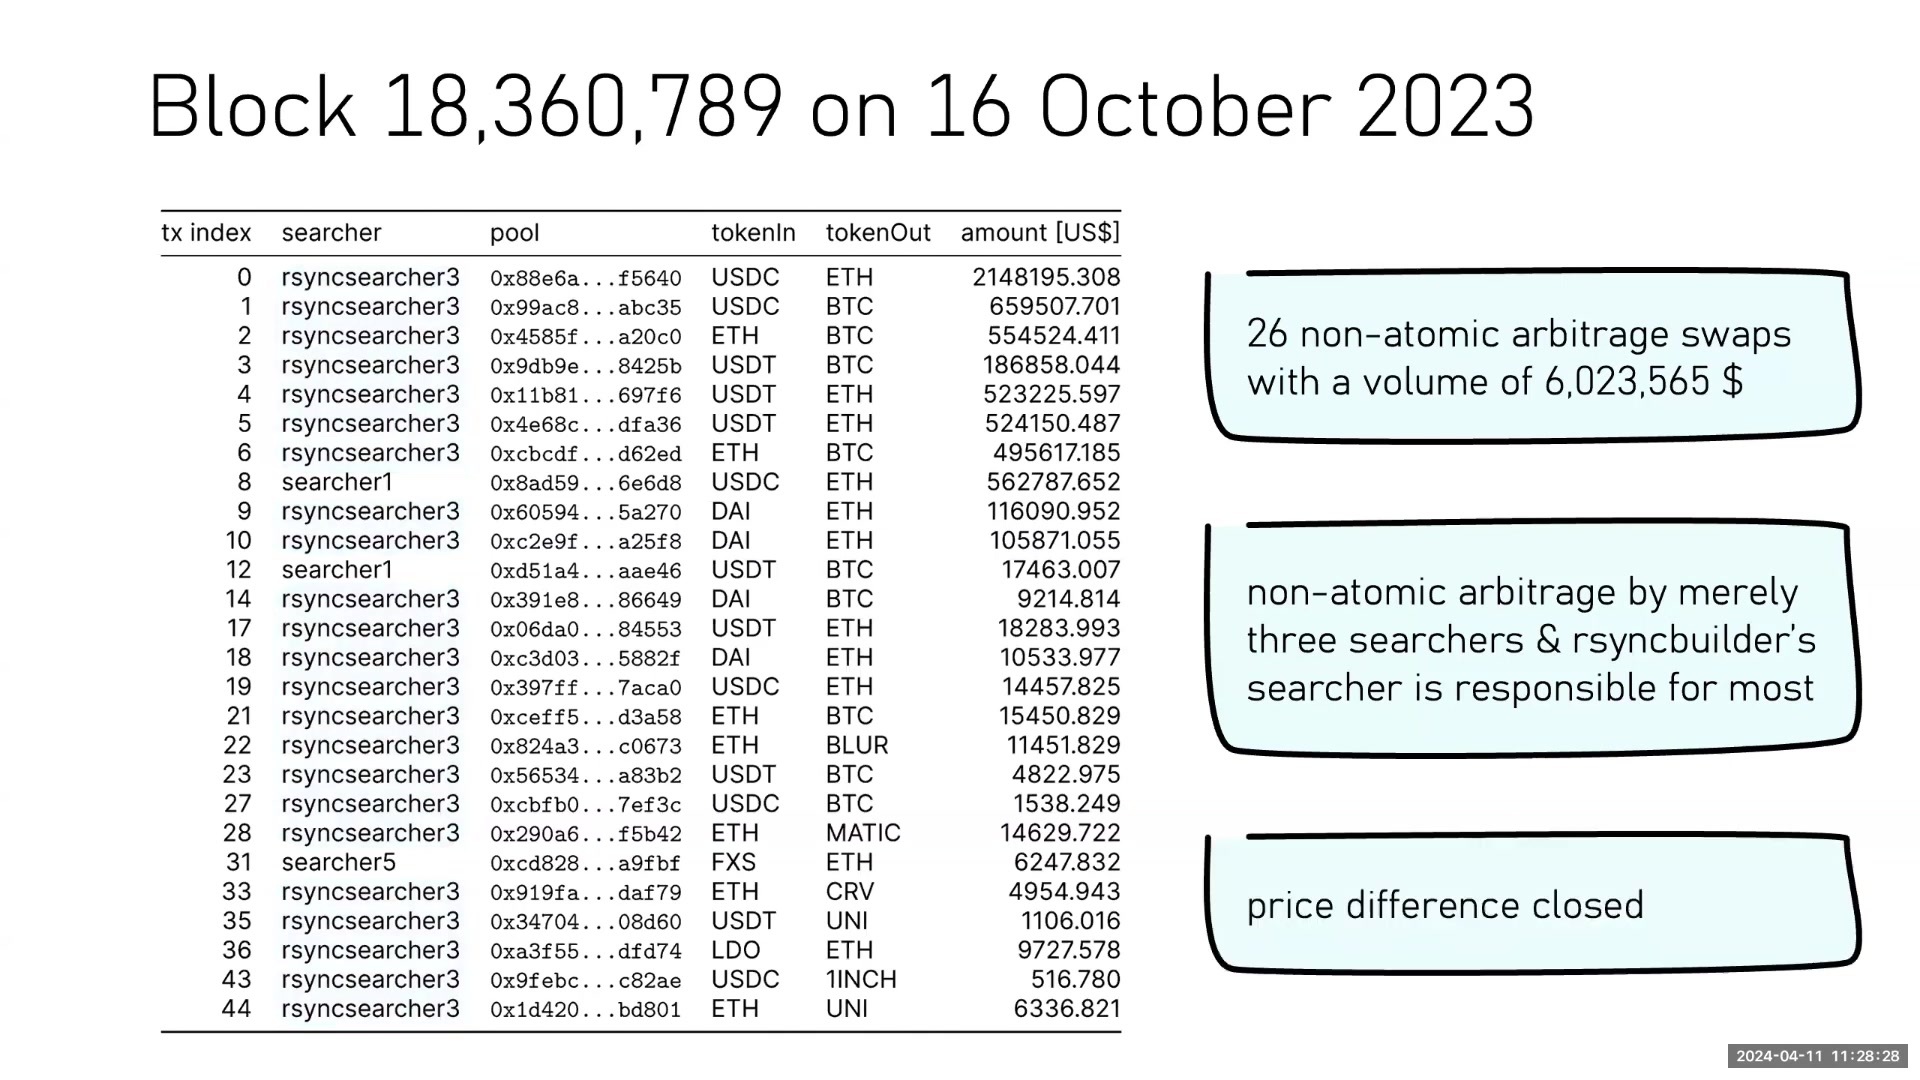 Block 18,360,789 on 16 October 2023
tx index searcher pool tokenIn tokenOut amount [US$]
0 rsyncsearcher3 0x88e6a...f5640 USDC ETH 2148195.308
1 rsyncsearcher3 0x99ac8...abc35 USDC BTC 659507.701
2 rsyncsearcher3 0x4585f...a20c0 ETH BTC 554524.411
3 rsyncsearcher3 0x9db9e...8425b USDT BTC 186858.044
4 rsyncsearcher3 0x11b81...697f6 USDT ETH 523225.597
5 rsyncsearcher3 0x4e68c...dfa36 USDT ETH 524150.487
6 rsyncsearcher3 0xcbcdf...d62ed ETH BTC 495617.185
8 searcher1 0x8ad59...6e6d8 USDC ETH 562787.652
9 rsyncsearcher3 0x60594...5a270 DAI ETH 116090.952
10 rsyncsearcher3 0xc2e9f...a25f8 DAI ETH 105871.055
12 searcher1 0xd51a4...aae46 USDT BTC 17463.007
14 rsyncsearcher3 0x391e8...86649 DAI BTC 9214.814
17 rsyncsearcher3 0x06da0...84553 USDT ETH 18283.993
18 rsyncsearcher3 0xc3d03...5882f DAI ETH 10533.977
19 rsyncsearcher3 0x397ff...7aca0 USDC ETH 14457.825
21 rsyncsearcher3 0xceff5...d3a58 ETH BTC 15450.829
22 rsyncsearcher3 0x824a3...c0673 ETH BLUR 11451.829
23 rsyncsearcher3 0x56534...a83b2 USDT BTC 4822.975
27 rsyncsearcher3 0xcbfb0...7ef3c USDC BTC 1538.249
28 rsyncsearcher3 0x290a6...f5b42 ETH MATIC 14629.722
31 searcher5 0xcd828...a9fbf FXS ETH 6247.832
33 rsyncsearcher3 0x919fa...daf79 ETH CRV 4954.943
35 rsyncsearcher3 0x34704...08d60 USDT UNI 1106.016
36 rsyncsearcher3 0xa3f55...dfd74 LDO ETH 9727.578
43 rsyncsearcher3 0x9febc...c82ae USDC 1INCH 516.780
44 rsyncsearcher3 0x1d420...bd801 ETH UNI 6336.821
26 non-atomic arbitrage swaps
with a volume of 6,023,565 $
non-atomic arbitrage by merely
three searchers & rsyncbuilder's
searcher is responsible for most
price difference closed
2024-04-11 11:28:28